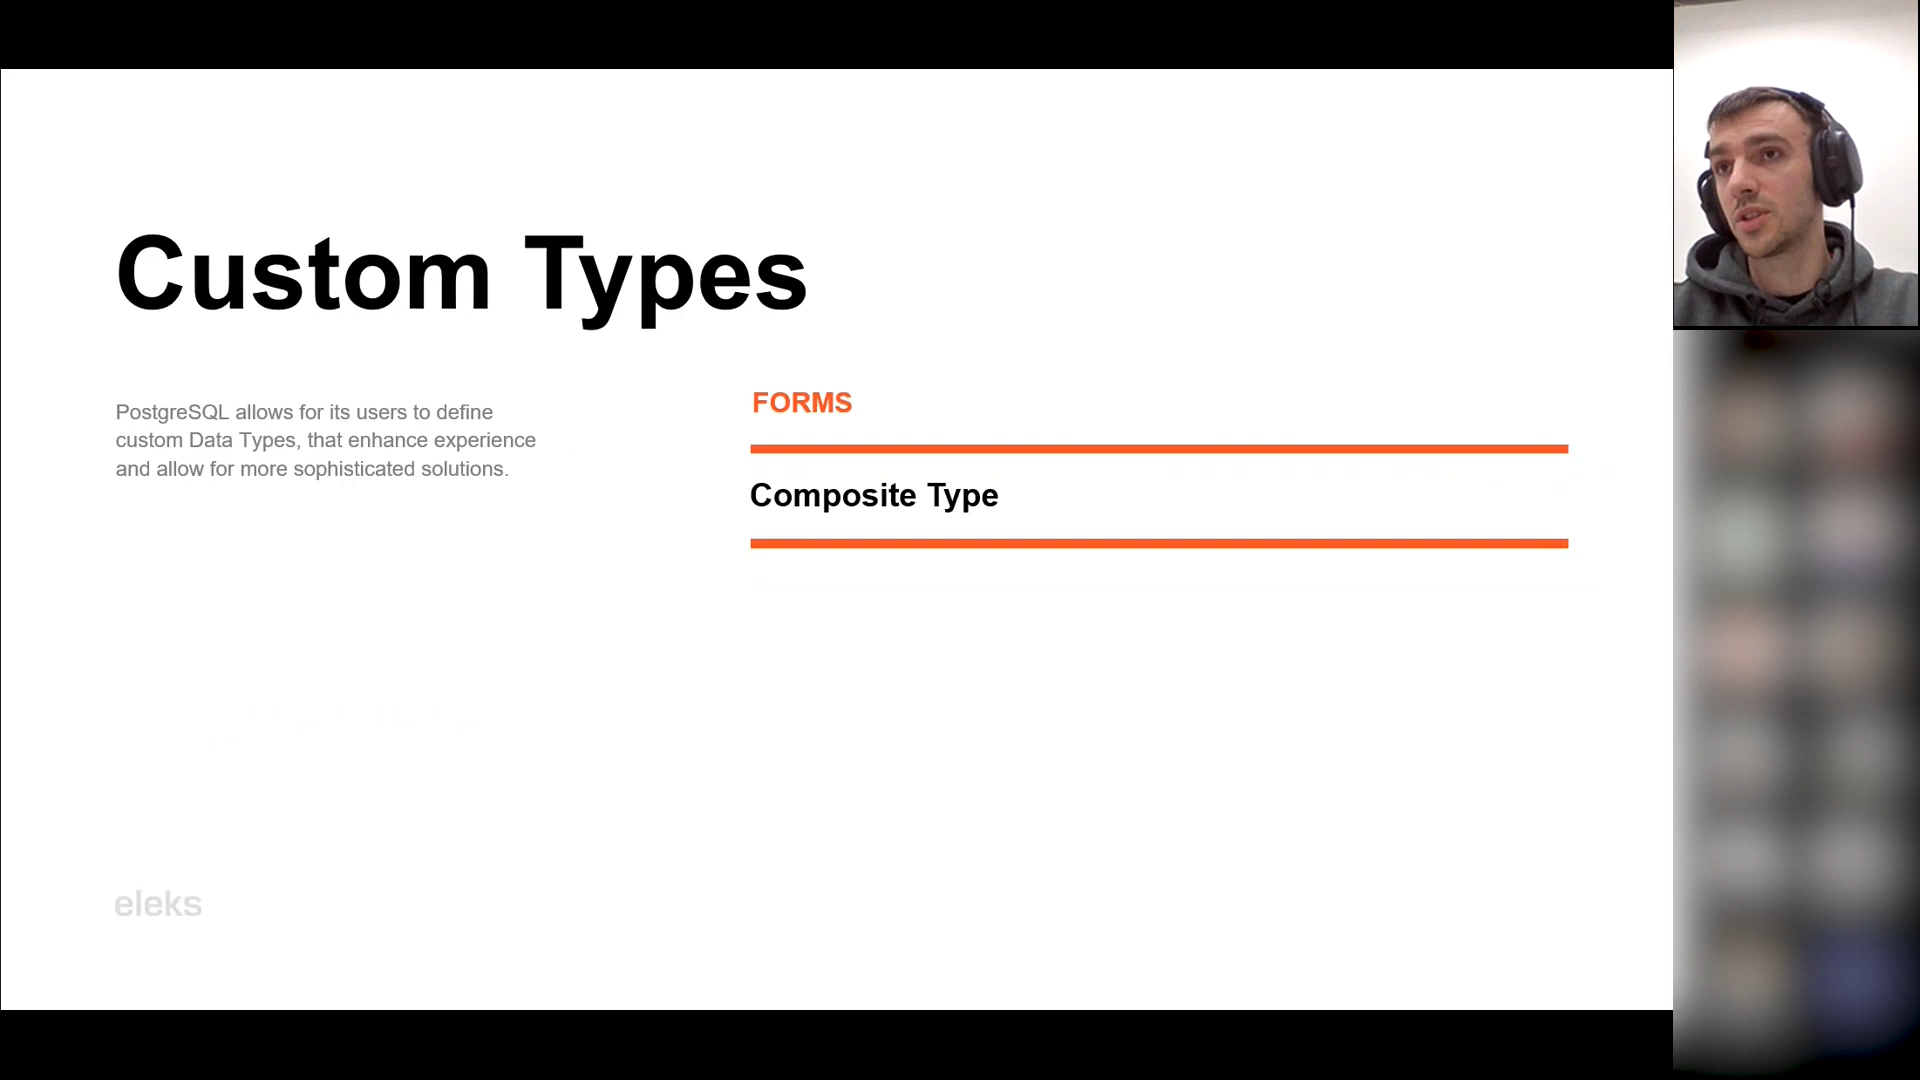 Custom Types
PostgreSQL allows for its users to define
custom Data Types, that enhance experience
and allow for more sophisticated solutions.
FORMS
Composite Type
eleks